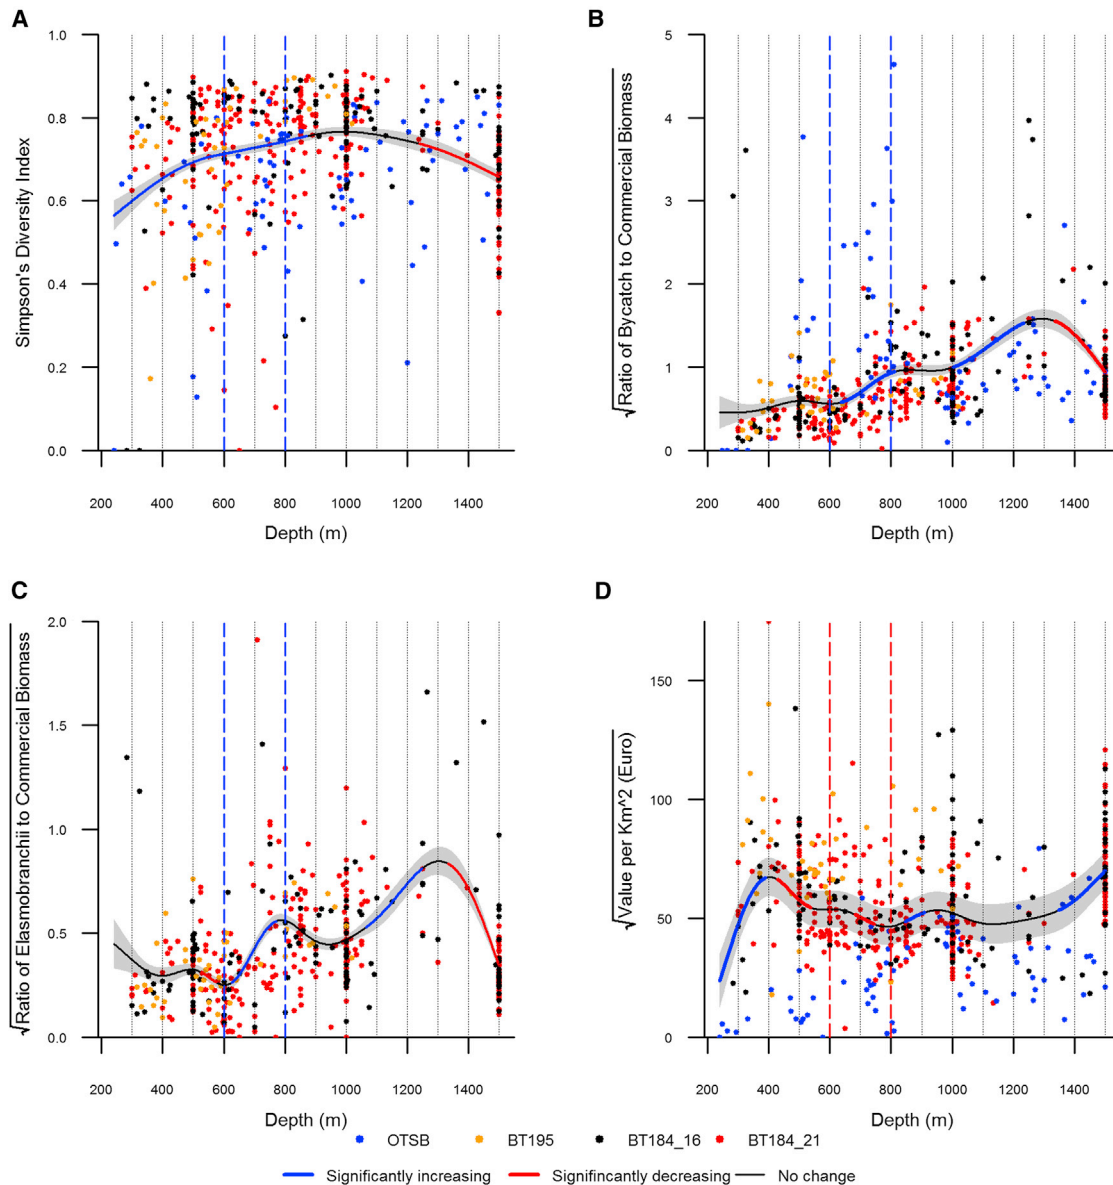 A
Simpson's Diversity Index
1.0
0.8
0.6
0.4
0.2
0.0
200 400 600 800 1000 1200 1400
Depth (m)
B
√Ratio of Bycatch to Commercial Biomass
5
4
3
2
1
0
200 400 600 800 1000 1200 1400
Depth (m)
C
√Ratio of Elasmobranchii to Commercial Biomass
2.0
1.5
1.0
0.5
0.0
200 400 600 800 1000 1200 1400
Depth (m)
D
√Value per Km^2 (Euro)
150
100
50
0
200 400 600 800 1000 1200 1400
Depth (m)
OTSB BT195 BT184_16 BT184_21
Significantly increasing Signifincantly decreasing No change